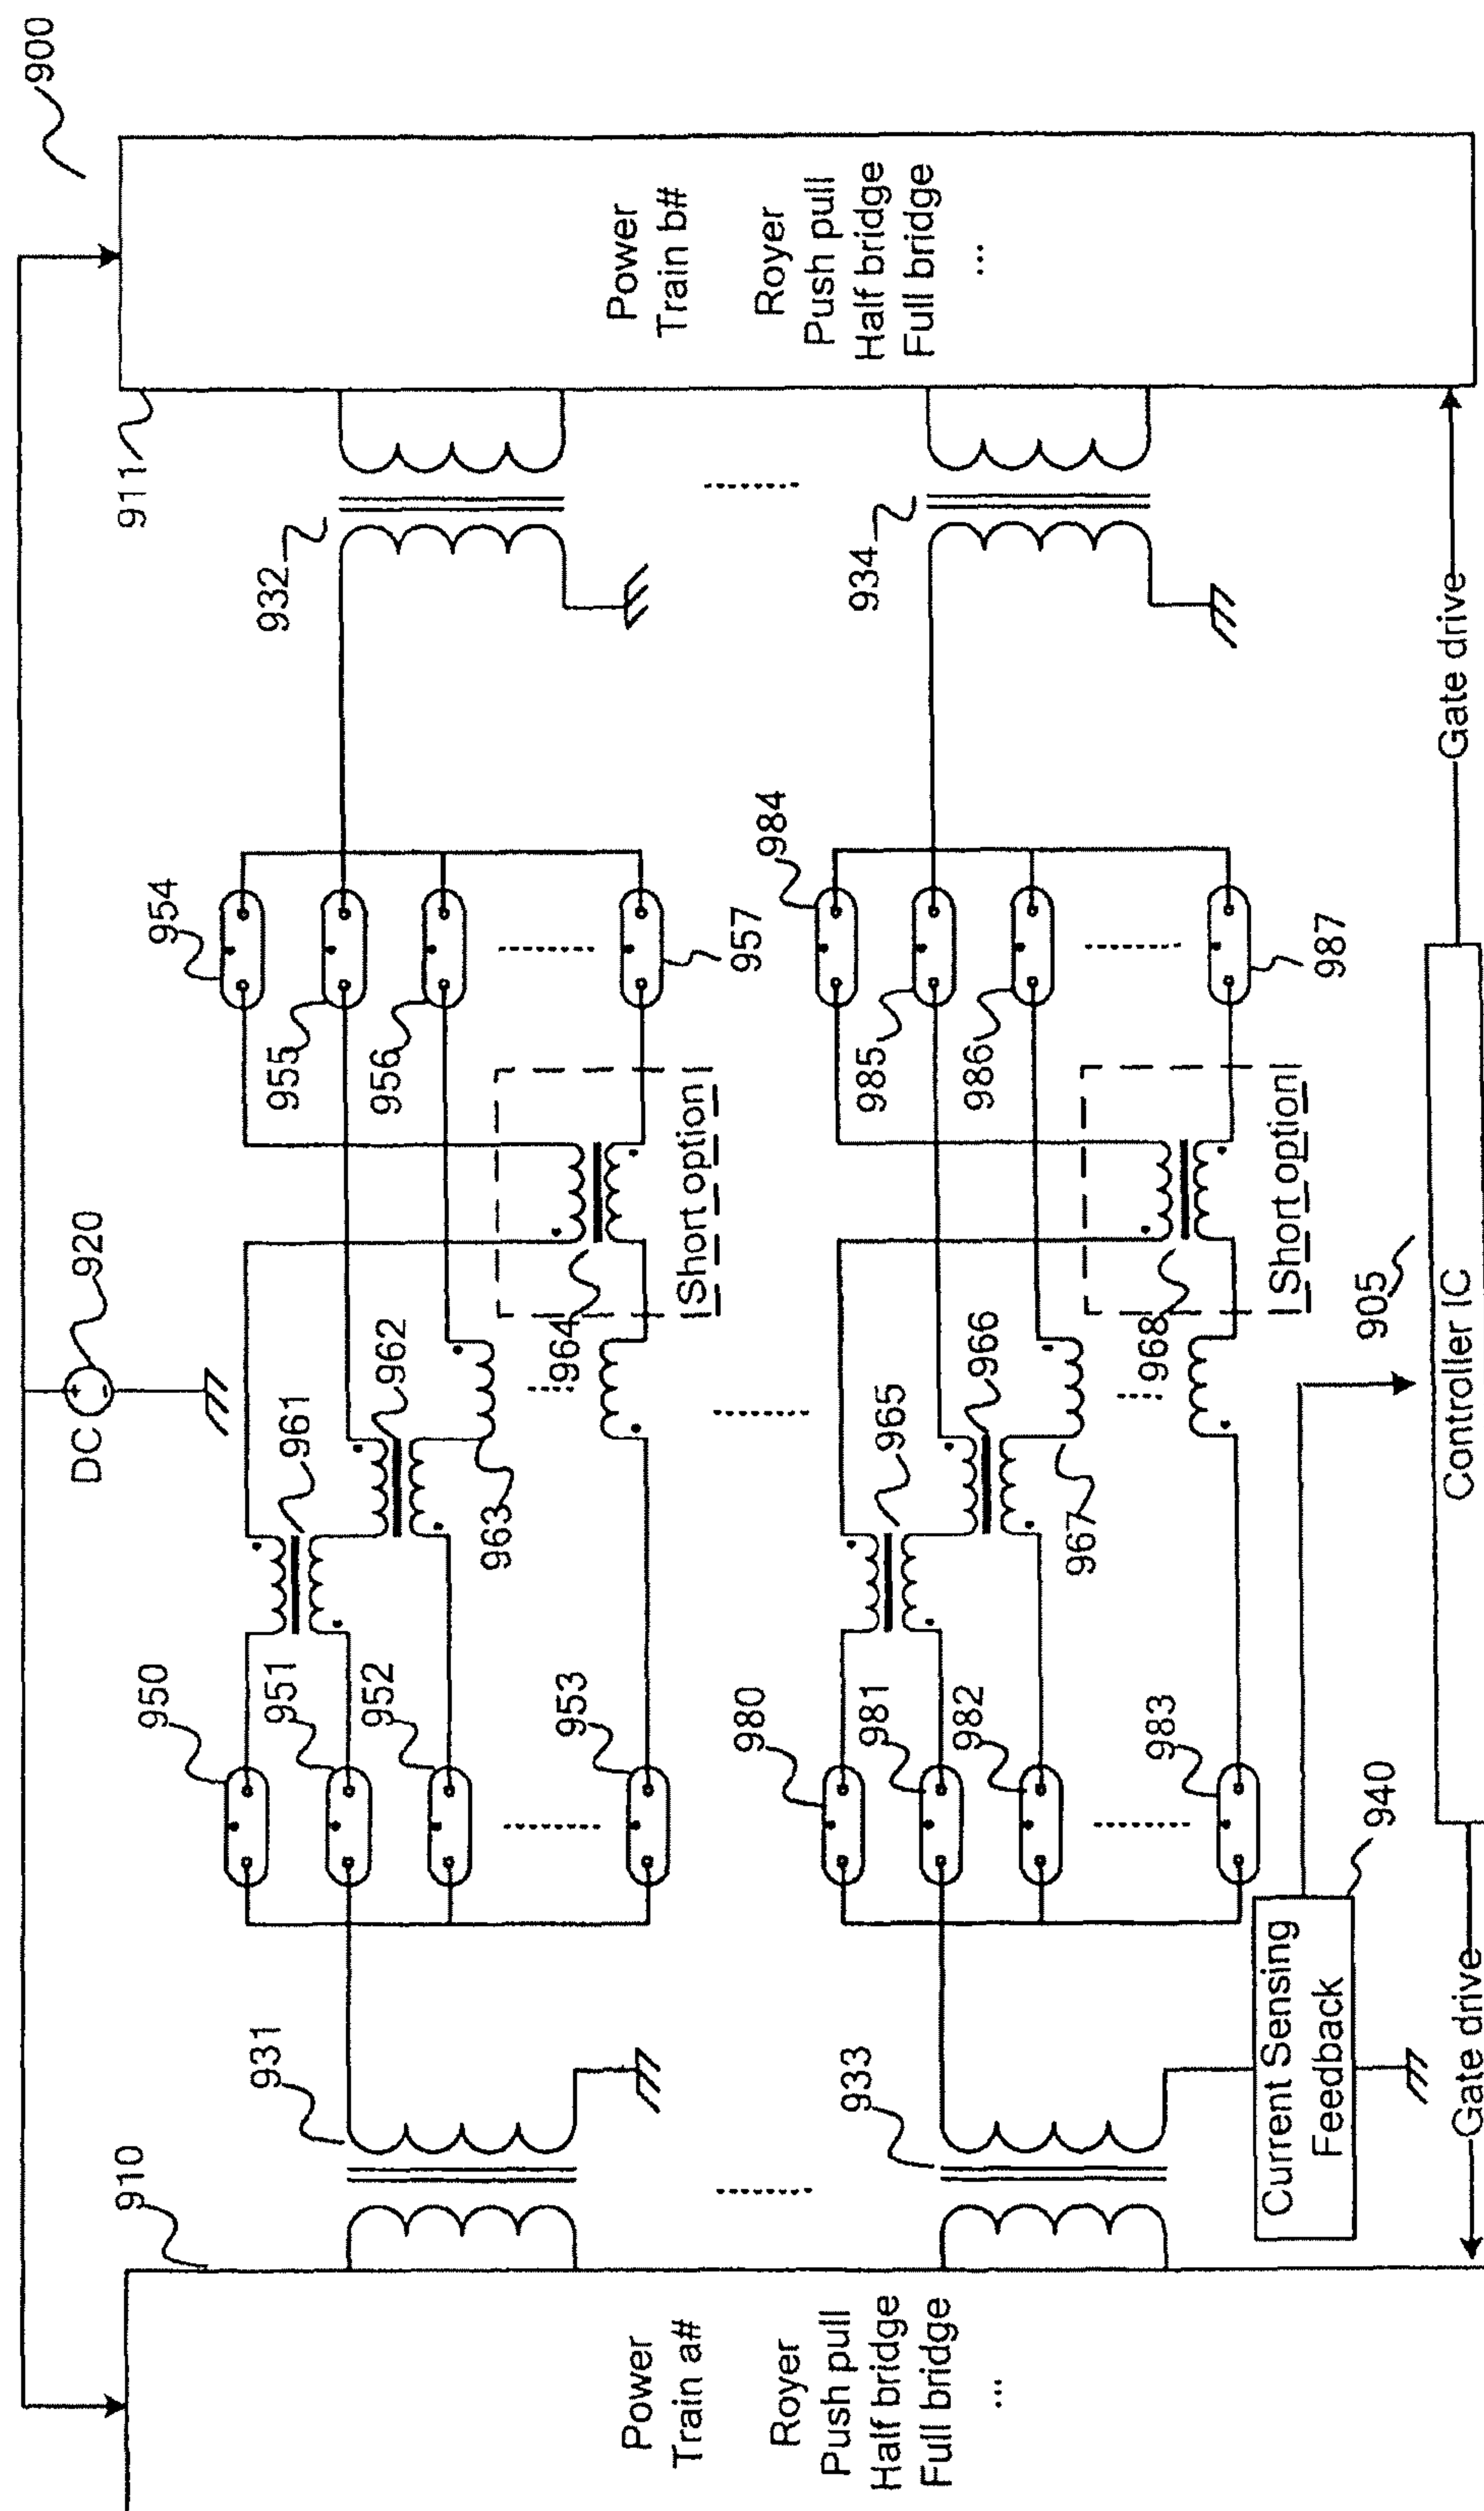 900
911
Power
Train b#
Royer
Push pull
Half bridge
Full bridge
...
932
934
Gate drive
954
955
956
957
984
985
986
987
Short option
Short option
DC
920
+
-
961
962
963
964
965
966
967
968
905
Controller IC
950
951
952
953
980
981
982
983
940
Current Sensing
Feedback
931
933
910
Power
Train a#
Royer
Push pull
Half bridge
Full bridge
...
Gate drive